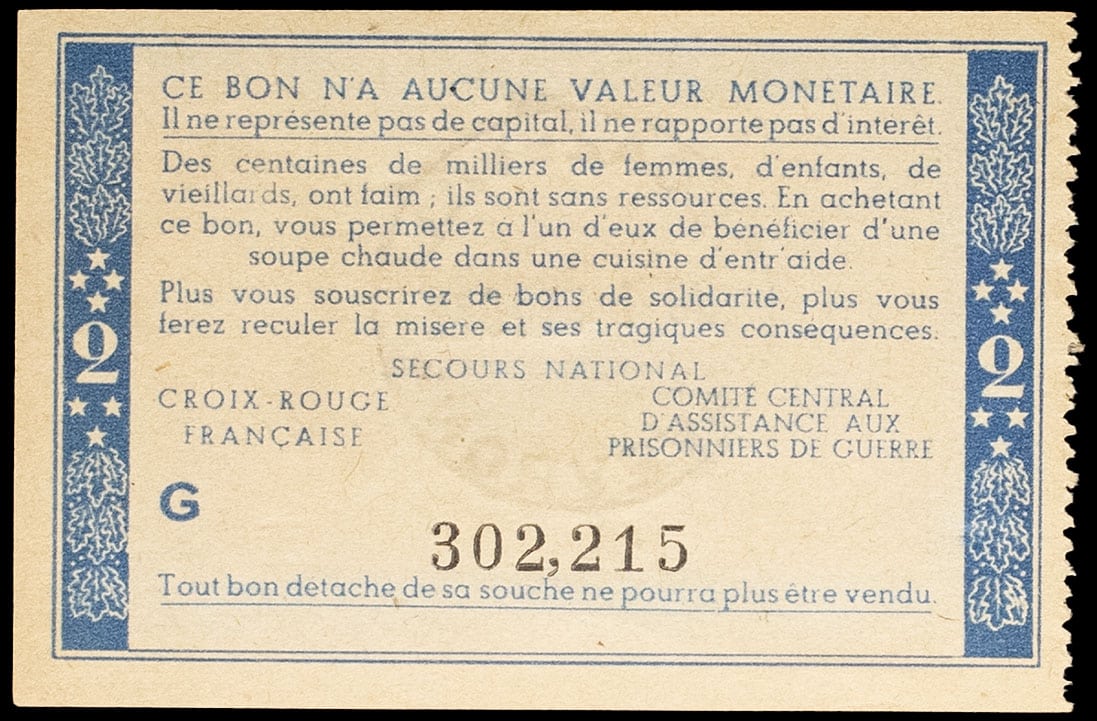 CE BON N'A AUCUNE VALEUR MONETAIRE.
Il ne représente pas de capital, il ne rapporte pas d'interêt.
Des centaines de milliers de femmes, d'enfants, de
vieillards, ont faim ; ils sont sans ressources. En achetant
ce bon, vous permettez à l'un d'eux de bénéficier d'une
soupe chaude dans une cuisine d'entr'aide.
Plus vous souscrirez de bons de solidarité, plus vous
ferez reculer la misère et ses tragiques conséquences.
SECOURS NATIONAL
CROIX-ROUGE
FRANÇAISE
COMITÉ CENTRAL
D'ASSISTANCE AUX
PRISONNIERS DE GUERRE
G
302,215
Tout bon detache de sa souche ne pourra plus être vendu.
2
2